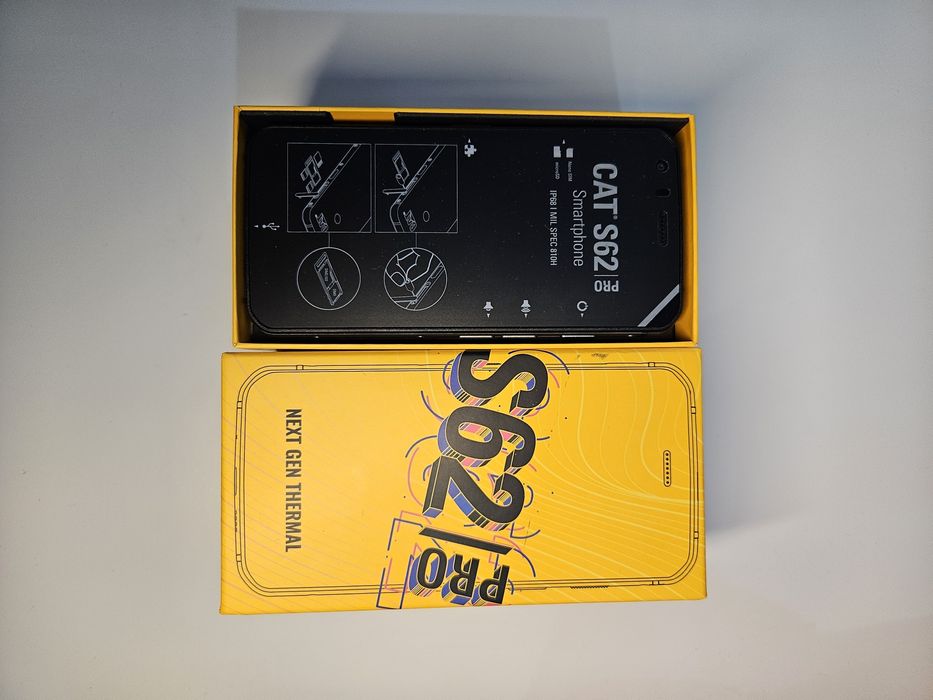 CAT® S62|PRO
Smartphone
IP68 | MIL SPEC 810H
Nano SIM
microSD
S62|PRO
NEXT GEN THERMAL